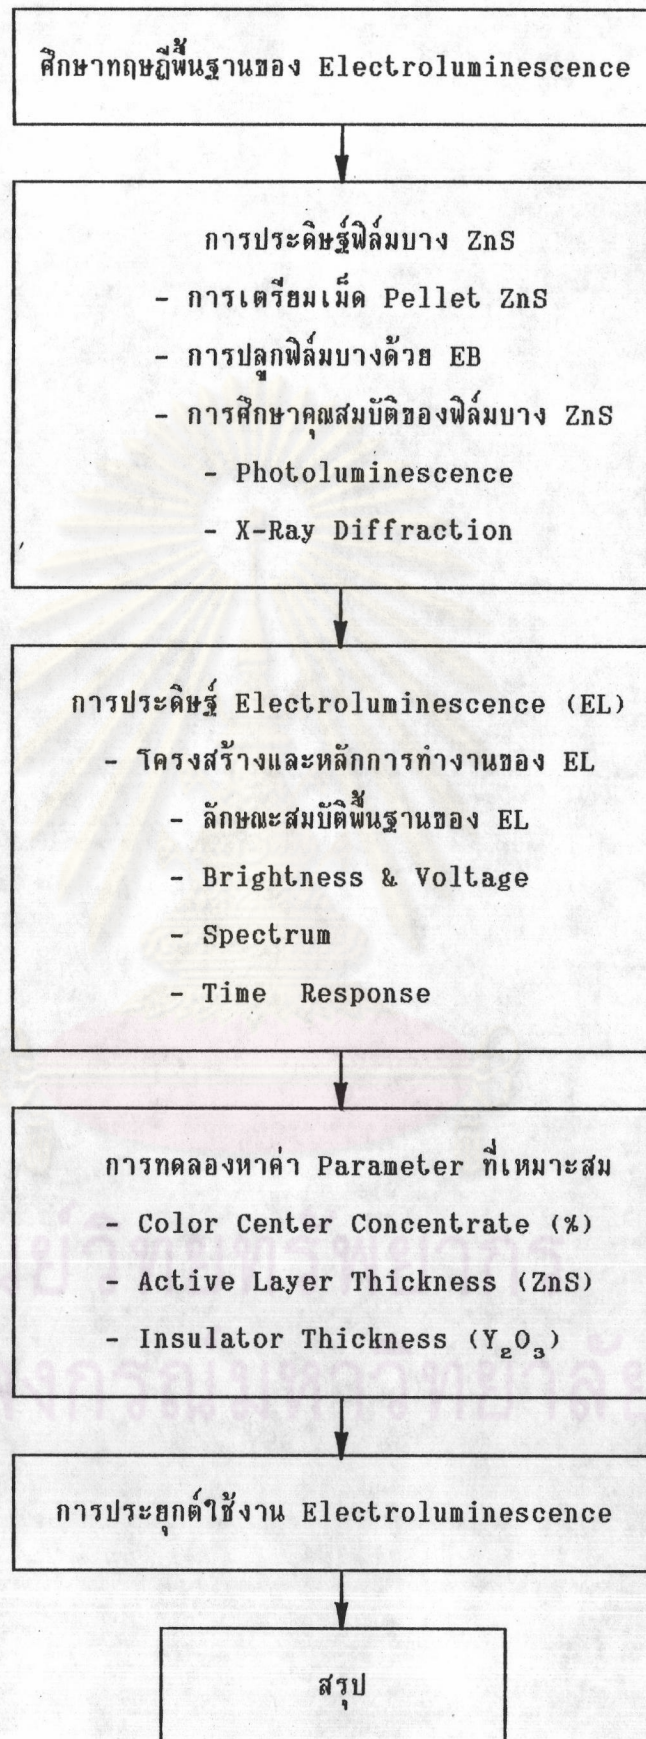 ศึกษาทฤษฎีพื้นฐานของ Electroluminescence
การประดิษฐ์ฟิล์มบาง ZnS
- การเตรียมเม็ด Pellet ZnS
- การปลูกฟิล์มบางด้วย EB
- การศึกษาคุณสมบัติของฟิล์มบาง ZnS
- Photoluminescence
- X-Ray Diffraction
การประดิษฐ์ Electroluminescence (EL)
- โครงสร้างและหลักการทำงานของ EL
- ลักษณะสมบัติพื้นฐานของ EL
- Brightness & Voltage
- Spectrum
- Time Response
การทดลองหาค่า Parameter ที่เหมาะสม
- Color Center Concentrate (%)
- Active Layer Thickness (ZnS)
- Insulator Thickness (Y₂O₃)
การประยุกต์ใช้งาน Electroluminescence
สรุป